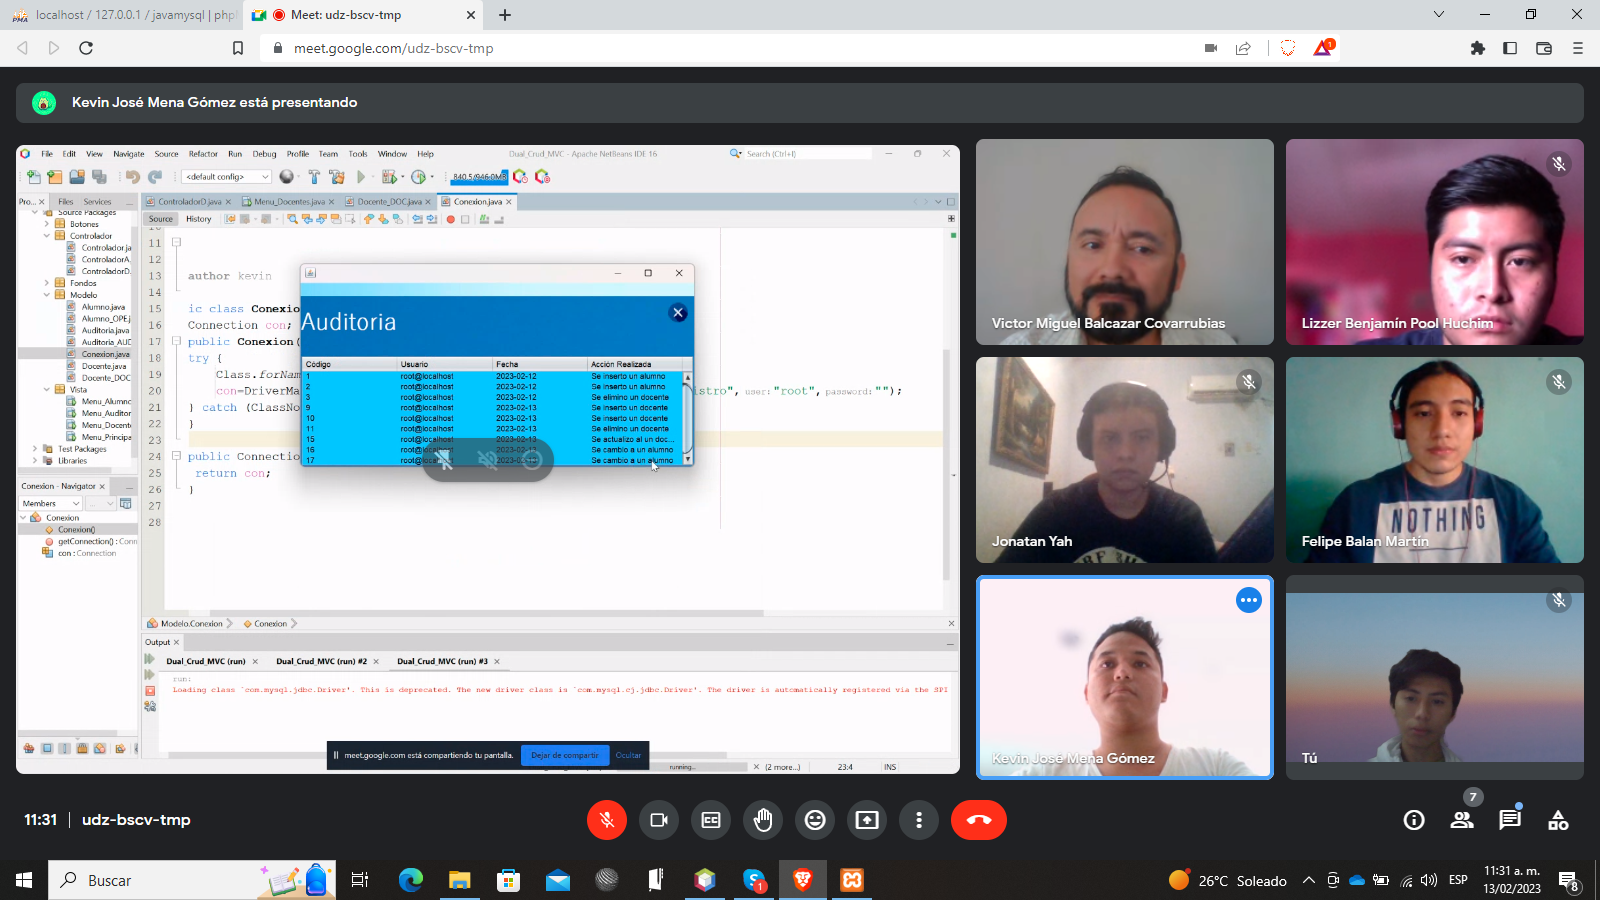 localhost / 127.0.0.1 / javamysql | php
Meet: udz-bscv-tmp
meet.google.com/udz-bscv-tmp
1
Kevin José Mena Gómez está presentando
File Edit View Navigate Source Refactor Run Debug Profile Team Tools Window Help
Dual_Crud_MVC - Apache NetBeans IDE 16
Search (Ctrl+I)
<default config>
840.5/946.0MB
Pro... Files Services
ControladorD.java Menu_Docentes.java Docente_DOC.java Conexion.java
Source History
Source Packages
Botones
Controlador
Controlador.ja
ControladorA.
ControladorD.
Fondos
Modelo
Alumno.java
Alumno_OPE.j
Auditoria.java
Auditoria_AUD
Conexion.java
Docente.java
Docente_DOC
Vista
Menu_Alumno
Menu_Auditor
Menu_Docent
Menu_Principa
Test Packages
Libraries
11
12
13 author kevin
14
15 ic class Conexio
16 Connection con;
17 public Conexion(
18 try {
19 Class.forNam
20 con=DriverMa istro", user:"root", password:"");
21 } catch (ClassNo
22 }
23
24 public Connectio
25 return con;
26 }
27
28
Auditoria
Código Usuario Fecha Acción Realizada
1 root@localhost 2023-02-12 Se inserto un alumno
2 root@localhost 2023-02-12 Se inserto un alumno
3 root@localhost 2023-02-12 Se elimino un docente
9 root@localhost 2023-02-13 Se inserto un docente
10 root@localhost 2023-02-13 Se inserto un docente
11 root@localhost 2023-02-13 Se elimino un docente
15 root@localhost 2023-02-13 Se actualizo al un doc...
16 root@localhost 2023-02-13 Se cambio a un alumno
17 root@localhost 2023-02-13 Se cambio a un alumno
Conexion - Navigator
Members
Conexion
Conexion()
getConnection() : Conn
con : Connection
Modelo.Conexion Conexion
Output
Dual_Crud_MVC (run) Dual_Crud_MVC (run) #2 Dual_Crud_MVC (run) #3
run:
Loading class `com.mysql.jdbc.Driver'. This is deprecated. The new driver class is `com.mysql.cj.jdbc.Driver'. The driver is automatically registered via the SPI
meet.google.com está compartiendo tu pantalla. Dejar de compartir Ocultar
running... (2 more...) 23:4 INS
Victor Miguel Balcazar Covarrubias
Lizzer Benjamín Pool Huchim
Jonatan Yah
NOTHING
Felipe Balan Martín
Kevin José Mena Gómez
Tú
11:31 | udz-bscv-tmp
7
Buscar
1
26°C Soleado
ESP
11:31 a. m.
13/02/2023
8